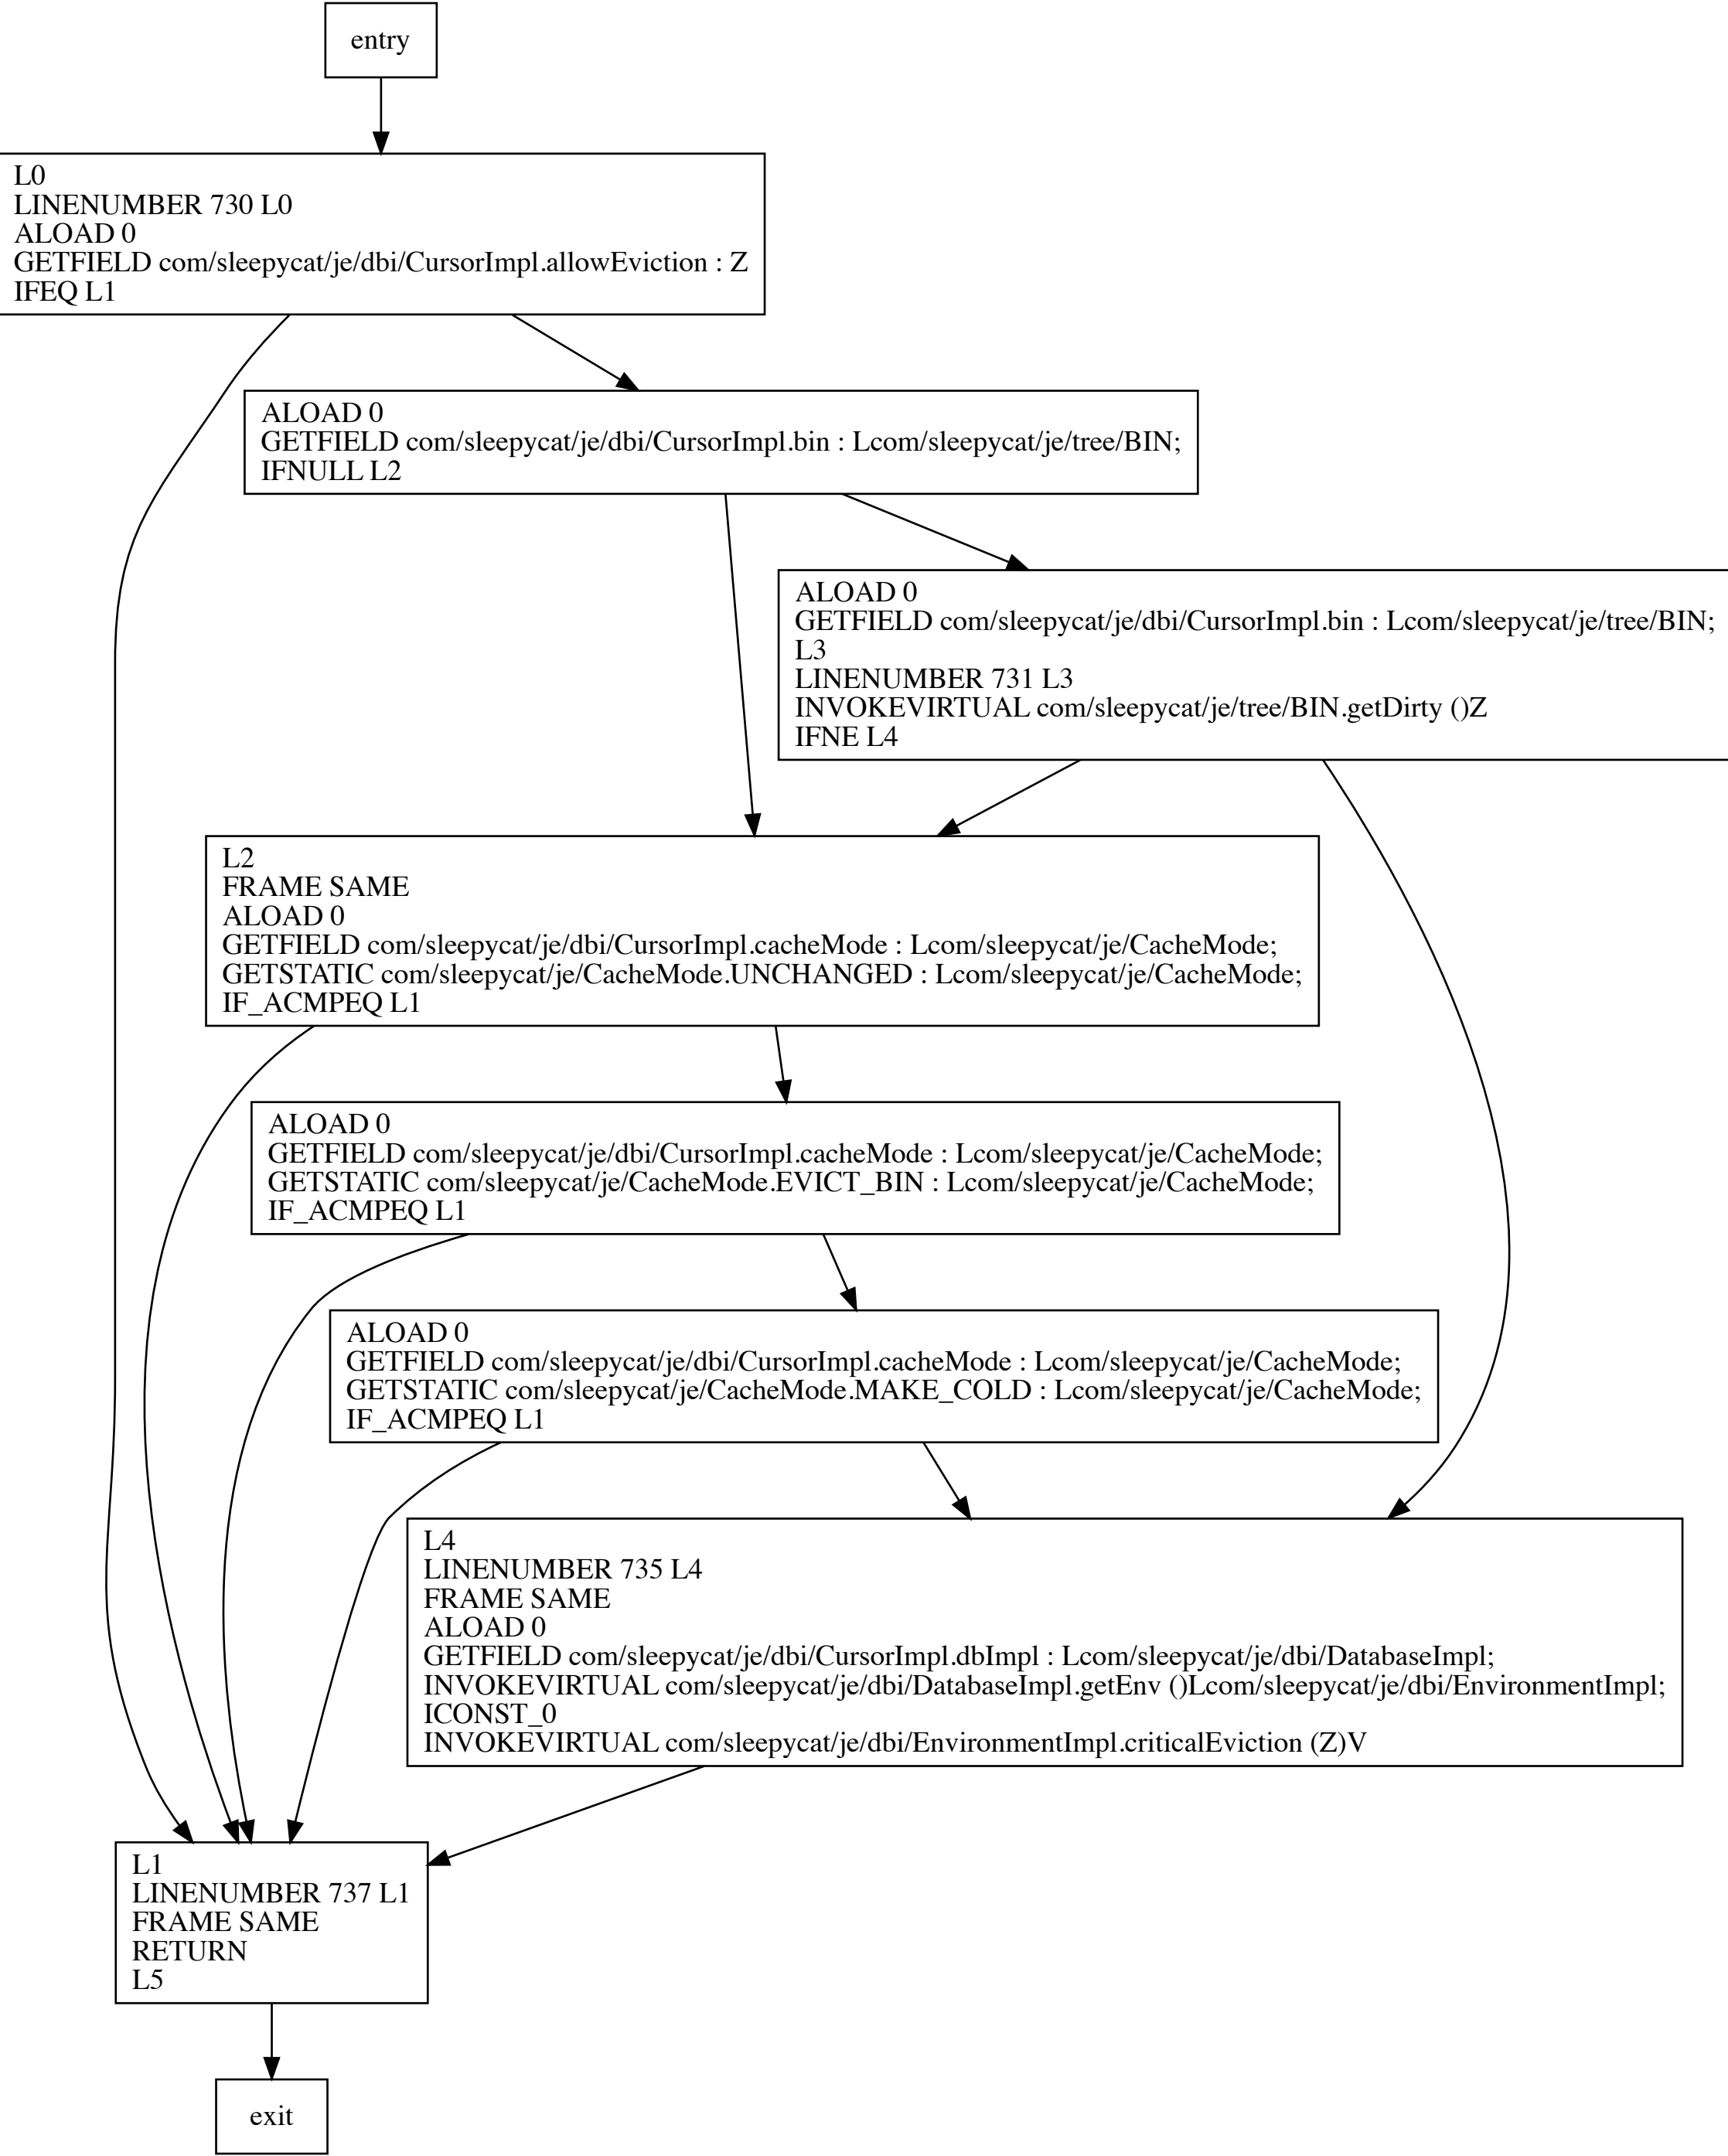 entry
L0
LINENUMBER 730 L0
ALOAD 0
GETFIELD com/sleepycat/je/dbi/CursorImpl.allowEviction : Z
IFEQ L1
ALOAD 0
GETFIELD com/sleepycat/je/dbi/CursorImpl.bin : Lcom/sleepycat/je/tree/BIN;
IFNULL L2
ALOAD 0
GETFIELD com/sleepycat/je/dbi/CursorImpl.bin : Lcom/sleepycat/je/tree/BIN;
L3
LINENUMBER 731 L3
INVOKEVIRTUAL com/sleepycat/je/tree/BIN.getDirty ()Z
IFNE L4
L2
FRAME SAME
ALOAD 0
GETFIELD com/sleepycat/je/dbi/CursorImpl.cacheMode : Lcom/sleepycat/je/CacheMode;
GETSTATIC com/sleepycat/je/CacheMode.UNCHANGED : Lcom/sleepycat/je/CacheMode;
IF_ACMPEQ L1
ALOAD 0
GETFIELD com/sleepycat/je/dbi/CursorImpl.cacheMode : Lcom/sleepycat/je/CacheMode;
GETSTATIC com/sleepycat/je/CacheMode.EVICT_BIN : Lcom/sleepycat/je/CacheMode;
IF_ACMPEQ L1
ALOAD 0
GETFIELD com/sleepycat/je/dbi/CursorImpl.cacheMode : Lcom/sleepycat/je/CacheMode;
GETSTATIC com/sleepycat/je/CacheMode.MAKE_COLD : Lcom/sleepycat/je/CacheMode;
IF_ACMPEQ L1
L4
LINENUMBER 735 L4
FRAME SAME
ALOAD 0
GETFIELD com/sleepycat/je/dbi/CursorImpl.dbImpl : Lcom/sleepycat/je/dbi/DatabaseImpl;
INVOKEVIRTUAL com/sleepycat/je/dbi/DatabaseImpl.getEnv ()Lcom/sleepycat/je/dbi/EnvironmentImpl;
ICONST_0
INVOKEVIRTUAL com/sleepycat/je/dbi/EnvironmentImpl.criticalEviction (Z)V
L1
LINENUMBER 737 L1
FRAME SAME
RETURN
L5
exit